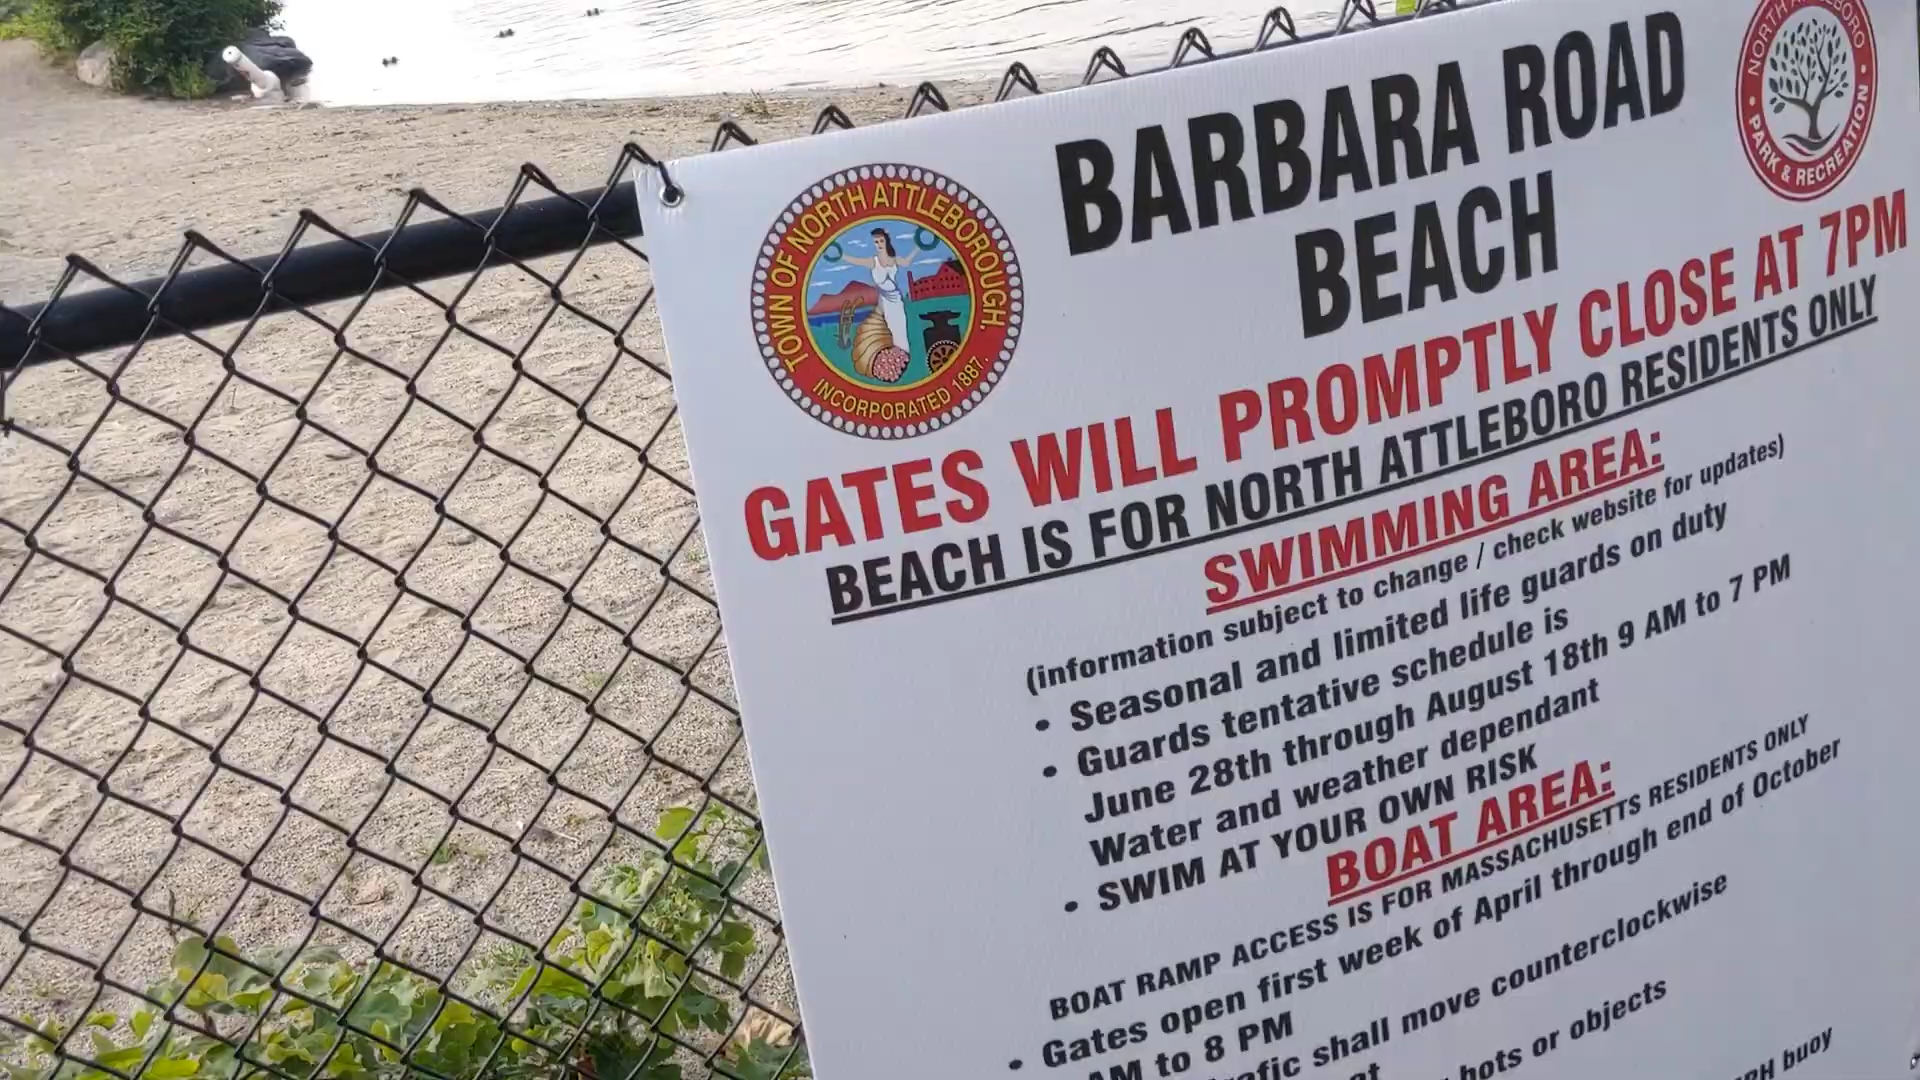 BARBARA ROAD
BEACH
TOWN OF NORTH ATTLEBOROUGH,
INCORPORATED 1887.
NORTH ATTLEBORO
• PARK & RECREATION •
GATES WILL PROMPTLY CLOSE AT 7PM
BEACH IS FOR NORTH ATTLEBORO RESIDENTS ONLY
SWIMMING AREA:
(information subject to change / check website for updates)
• Seasonal and limited life guards on duty
• Guards tentative schedule is
June 28th through August 18th 9 AM to 7 PM
Water and weather dependant
• SWIM AT YOUR OWN RISK
BOAT AREA:
BOAT RAMP ACCESS IS FOR MASSACHUSETTS RESIDENTS ONLY
• Gates open first week of April through end of October
AM to 8 PM
shall move counterclockwise
or objects
buoy